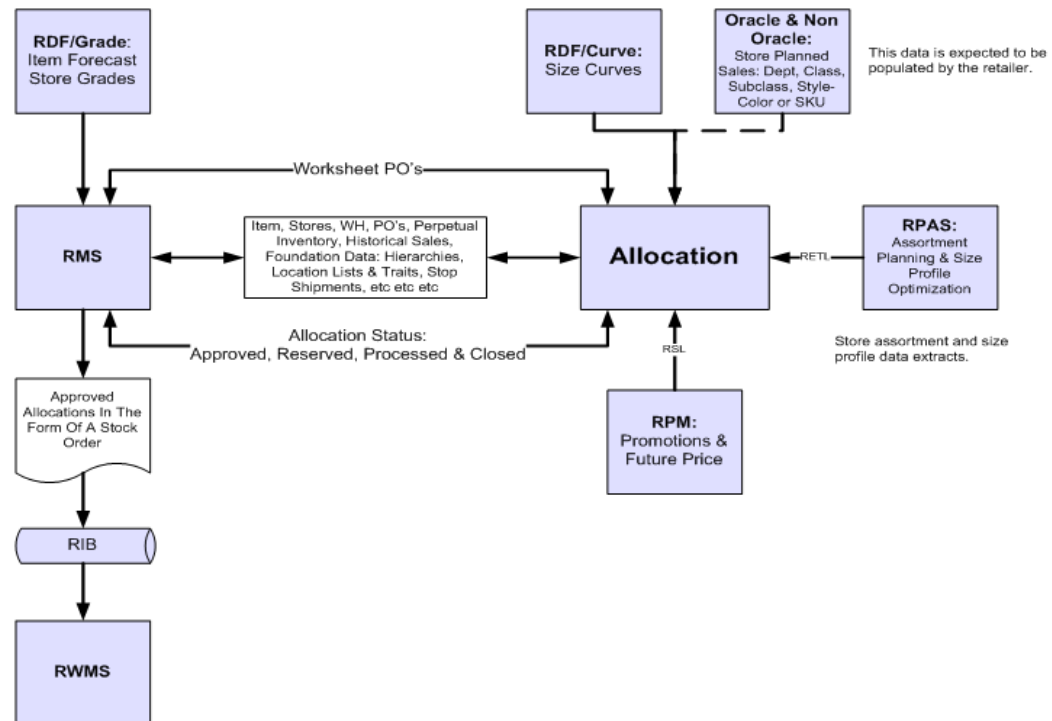 RDF/Grade:
Item Forecast
Store Grades
RDF/Curve:
Size Curves
Oracle & Non
Oracle:
Store Planned
Sales: Dept, Class,
Subclass, Style-
Color or SKU
This data is expected to be
populated by the retailer.
Worksheet PO's
RMS
Item, Stores, WH, PO's, Perpetual
Inventory, Historical Sales,
Foundation Data: Hierarchies,
Location Lists & Traits, Stop
Shipments, etc etc etc
Allocation
RETL
RPAS:
Assortment
Planning & Size
Profile
Optimization
Allocation Status:
Approved, Reserved, Processed & Closed
RSL
Store assortment and size
profile data extracts.
Approved
Allocations In The
Form Of A Stock
Order
RPM:
Promotions &
Future Price
RIB
RWMS